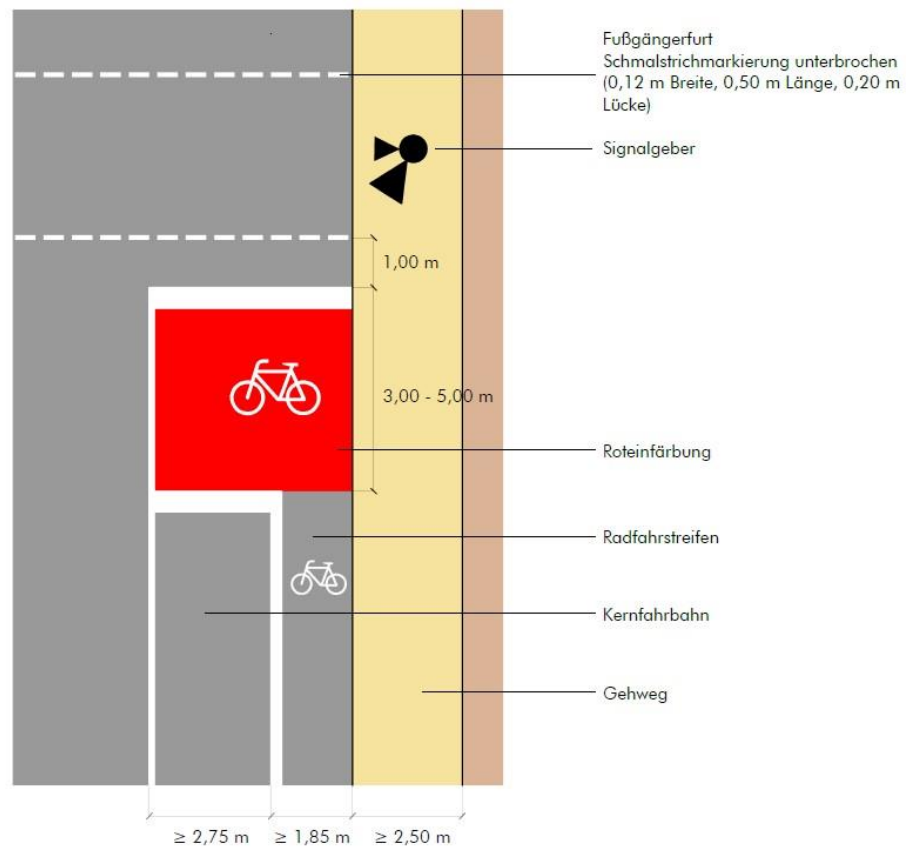 Fußgängerfurt
Schmalstrichmarkierung unterbrochen
(0,12 m Breite, 0,50 m Länge, 0,20 m
Lücke)
Signalgeber
1,00 m
3,00 - 5,00 m
Roteinfärbung
Radfahrstreifen
Kernfahrbahn
Gehweg
≥ 2,75 m
≥ 1,85 m
≥ 2,50 m